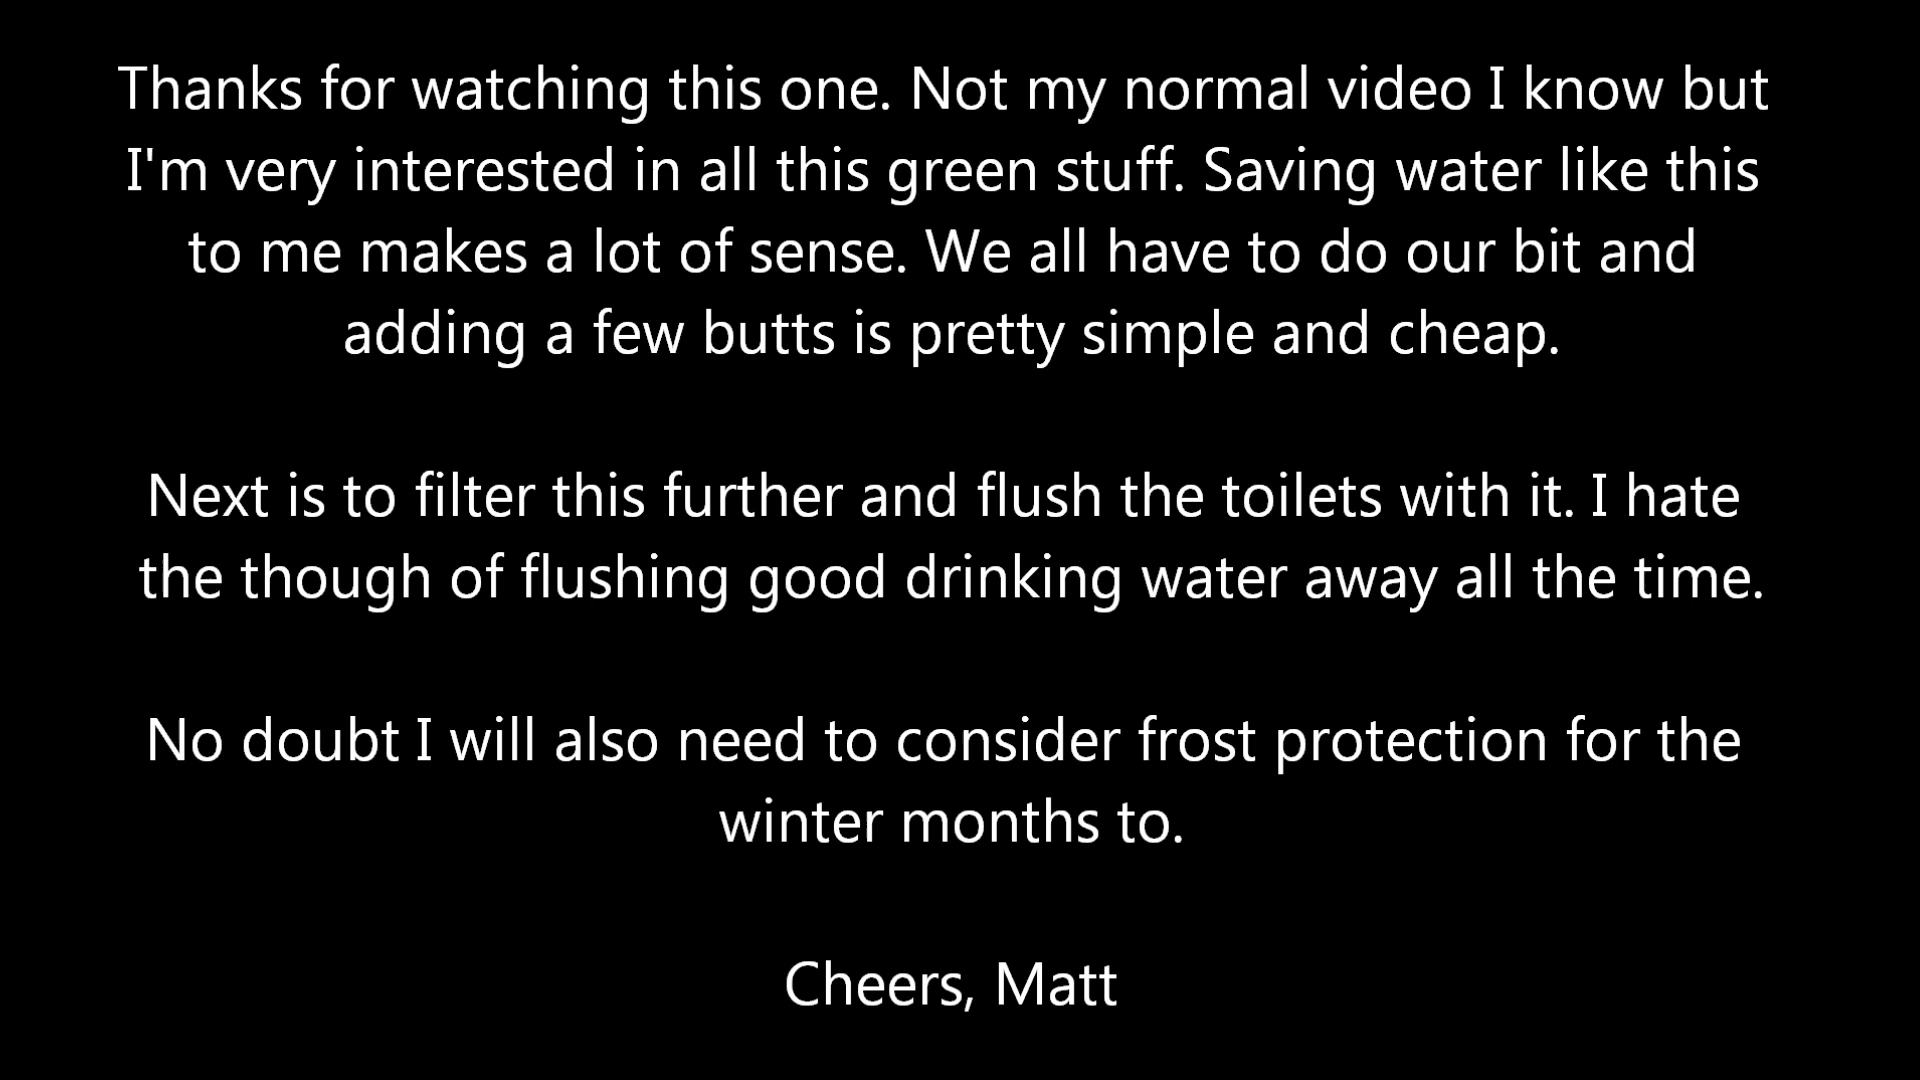 Thanks for watching this one. Not my normal video I know but
I'm very interested in all this green stuff. Saving water like this
to me makes a lot of sense. We all have to do our bit and
adding a few butts is pretty simple and cheap.
Next is to filter this further and flush the toilets with it. I hate
the though of flushing good drinking water away all the time.
No doubt I will also need to consider frost protection for the
winter months to.
Cheers, Matt